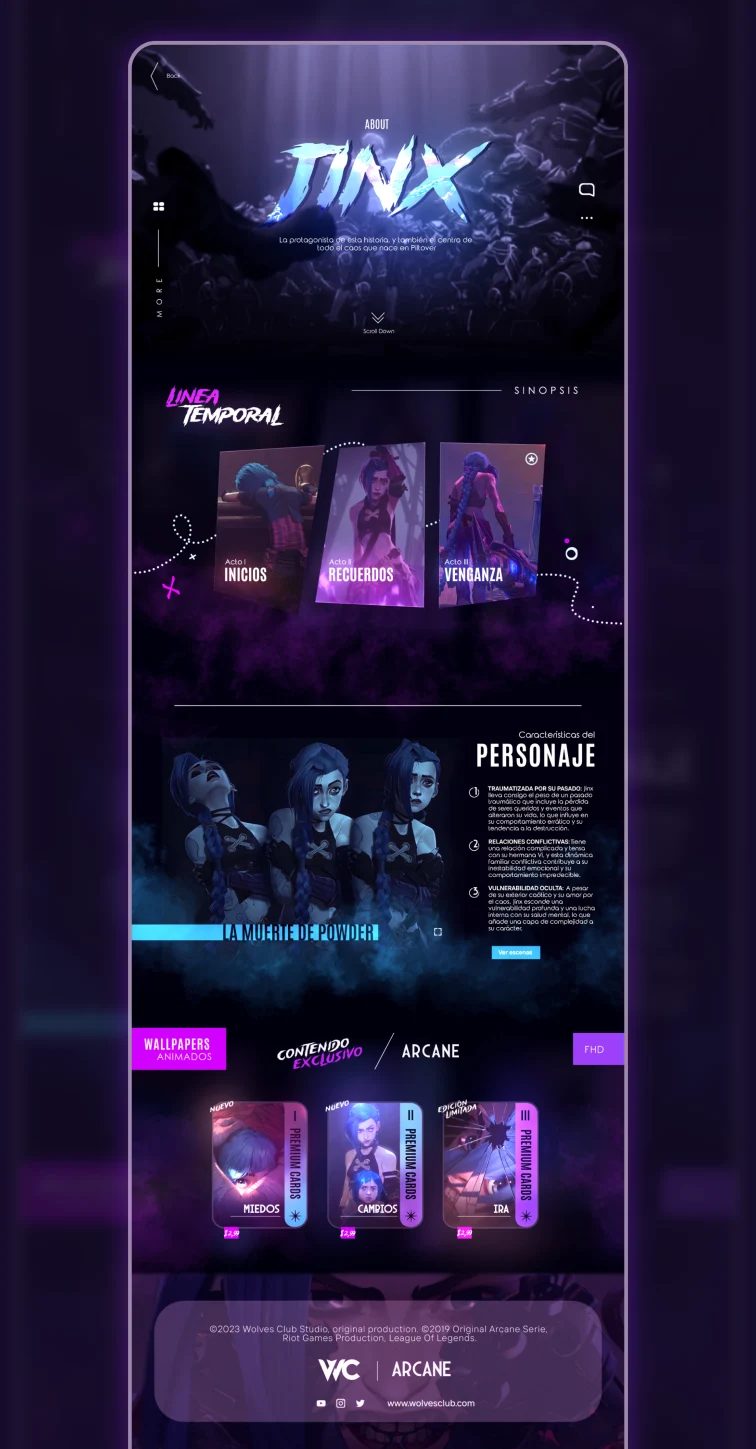 Back
ABOUT
JINX
La protagonista de esta historia, y también el centro de
todo el caos que nace en Piltover
MORE
Scroll Down
LINEA
TEMPORAL
SINOPSIS
Acto I
INICIOS
Acto II
RECUERDOS
Acto III
VENGANZA
Características del
PERSONAJE
1
TRAUMATIZADA POR SU PASADO: Jinx
lleva consigo el peso de un pasado
traumático que incluye la pérdida
de seres queridos y eventos que
alteraron su vida, lo que influye en
su comportamiento errático y su
tendencia a la destrucción.
2
RELACIONES CONFLICTIVAS: Tiene
una relación complicada y tensa
con su hermana Vi, y esta dinámica
familiar conflictiva contribuye a su
inestabilidad emocional y su
comportamiento impredecible.
3
VULNERABILIDAD OCULTA: A pesar
de su exterior caótico y su amor por
el caos, Jinx esconde una
vulnerabilidad profunda y una lucha
interna con su salud mental, lo que
añade una capa de complejidad a
su carácter.
LA MUERTE DE POWDER
Ver escenas
WALLPAPERS
ANIMADOS
CONTENIDO
EXCLUSIVO
ARCANE
FHD
NUEVO
I
PREMIUM CARDS
MIEDOS
$2,99
NUEVO
II
PREMIUM CARDS
CAMBIOS
$2,99
EDICIÓN
LIMITADA
III
PREMIUM CARDS
IRA
$2,99
©2023 Wolves Club Studio, original production. ©2019 Original Arcane Serie,
Riot Games Production, League Of Legends.
WC
ARCANE
www.wolvesclub.com